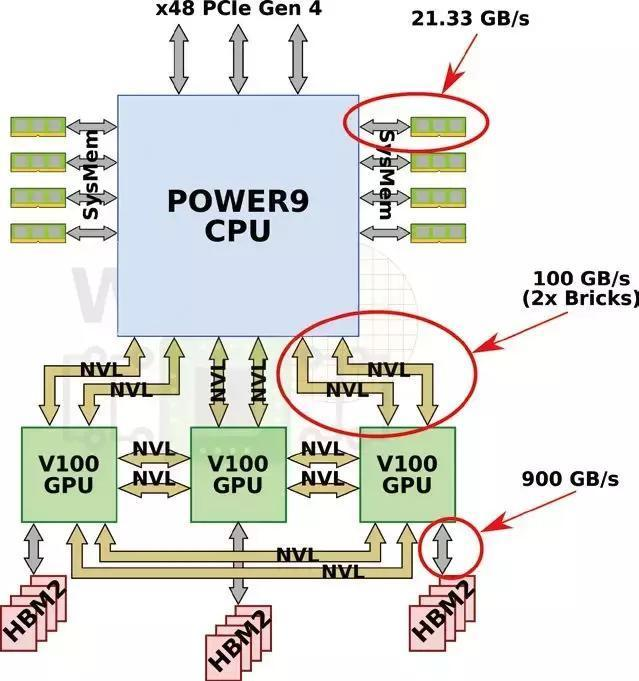 x48 PCIe Gen 4
21.33 GB/s
SysMem
SysMem
POWER9
CPU
100 GB/s
(2x Bricks)
W
NVL
NVL
NVL
NVL
NVL
NVL
V100
GPU
NVL
NVL
V100
GPU
NVL
NVL
V100
GPU
900 GB/s
NVL
NVL
HBM2
HBM2
HBM2